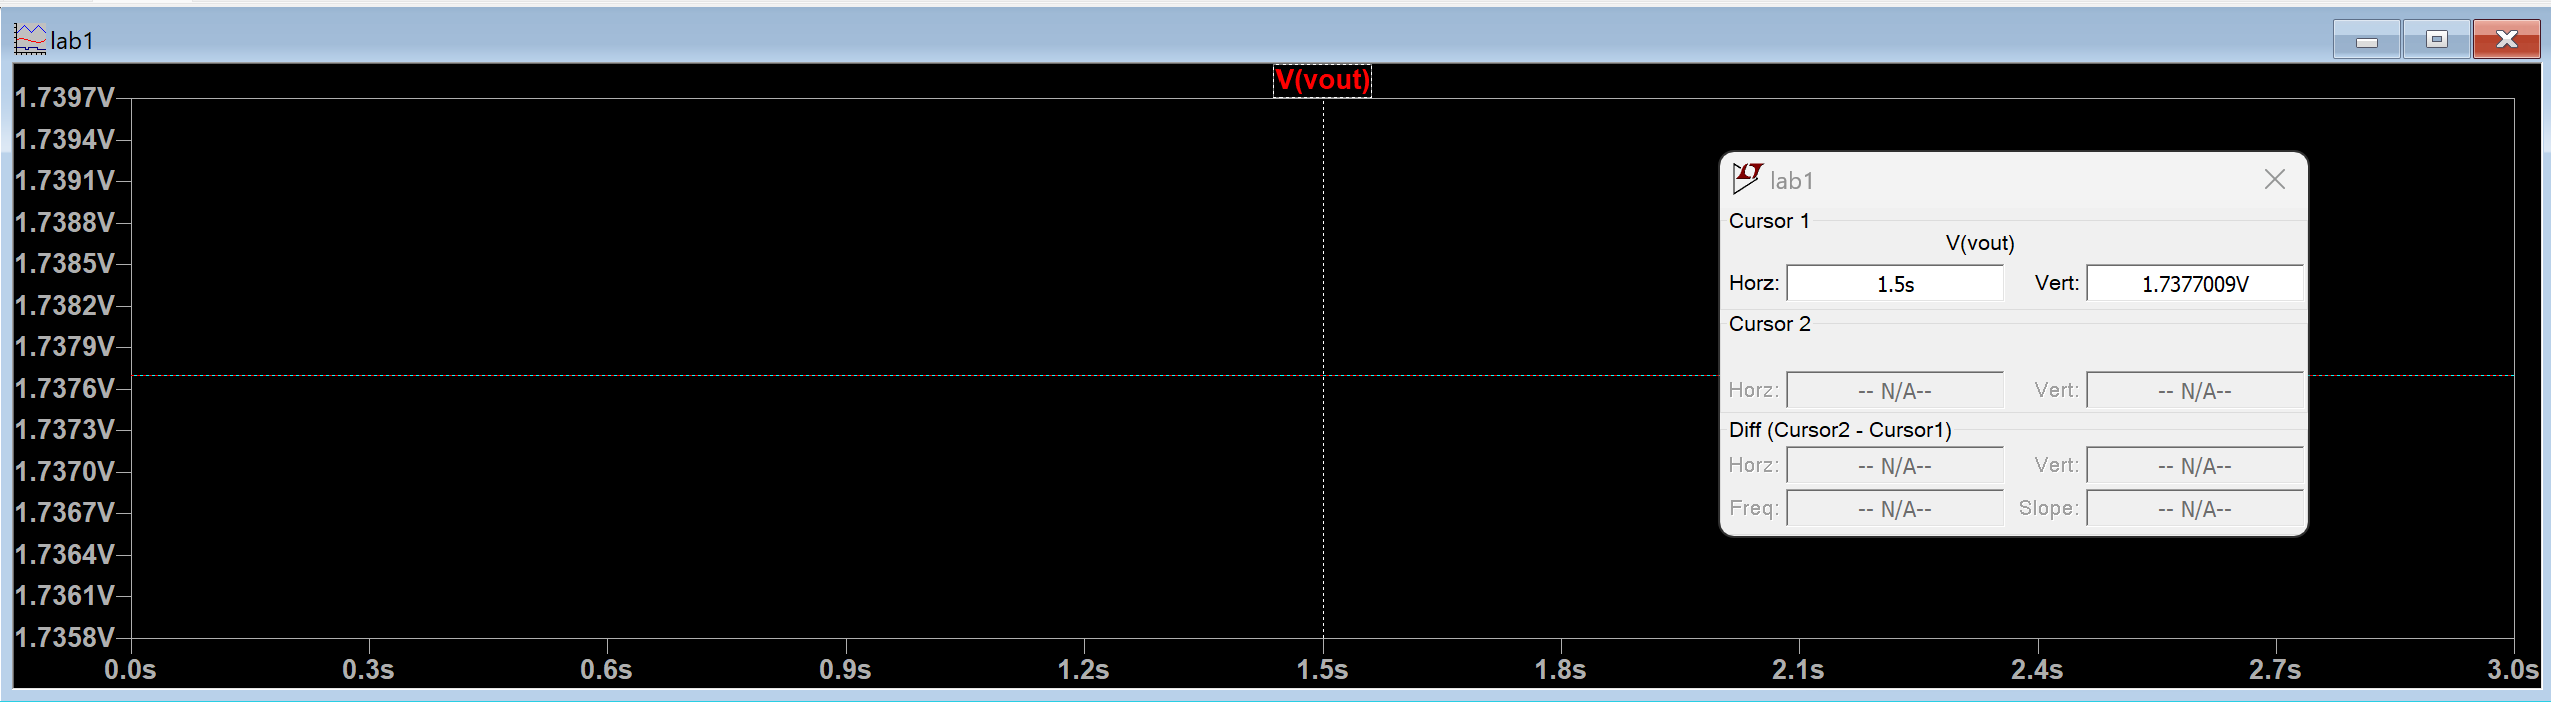 lab1
V(vout)
1.7397V
1.7394V
1.7391V
1.7388V
1.7385V
1.7382V
1.7379V
1.7376V
1.7373V
1.7370V
1.7367V
1.7364V
1.7361V
1.7358V
0.0s 0.3s 0.6s 0.9s 1.2s 1.5s 1.8s 2.1s 2.4s 2.7s 3.0s
lab1
Cursor 1
V(vout)
Horz: 1.5s Vert: 1.7377009V
Cursor 2
Horz: -- N/A-- Vert: -- N/A--
Diff (Cursor2 - Cursor1)
Horz: -- N/A-- Vert: -- N/A--
Freq: -- N/A-- Slope: -- N/A--